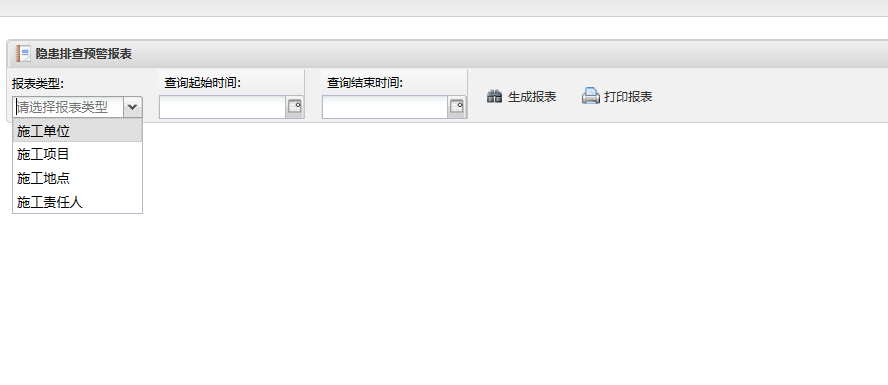 隐患排查预警报表
报表类型:
查询起始时间:
查询结束时间:
请选择报表类型
生成报表
打印报表
施工单位
施工项目
施工地点
施工责任人